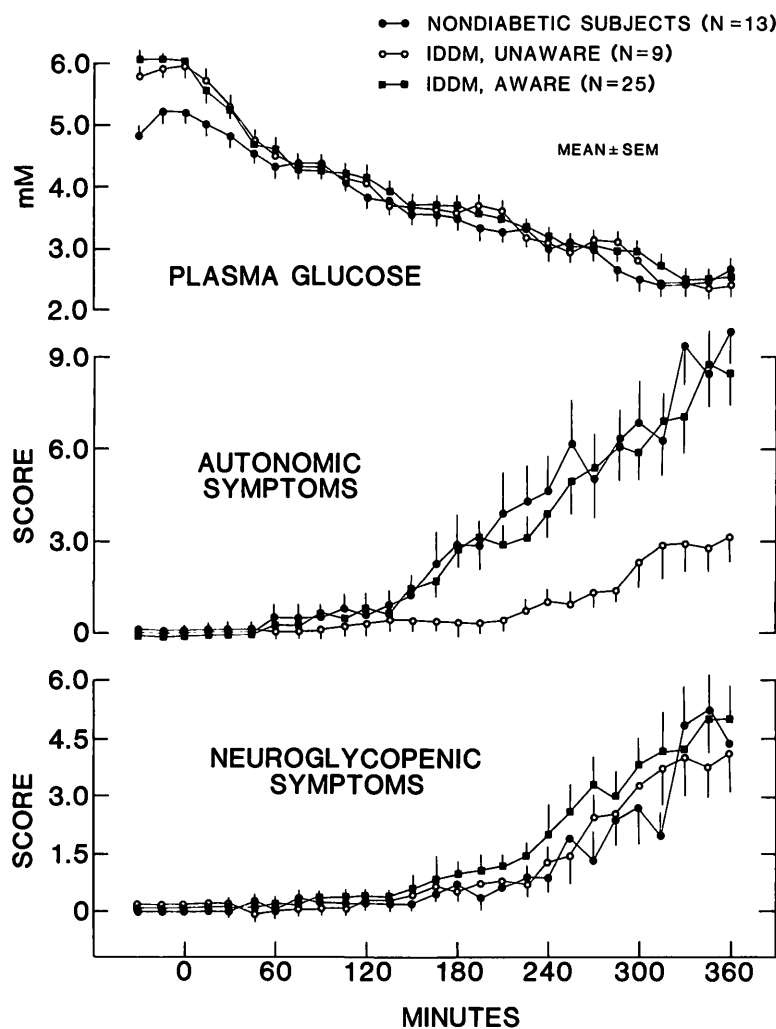 NONDIABETIC SUBJECTS (N=13)
IDDM, UNAWARE (N=9)
IDDM, AWARE (N=25)
MEAN ± SEM
6.0
5.0
4.0
3.0
2.0
mM
PLASMA GLUCOSE
9.0
6.0
3.0
0
SCORE
AUTONOMIC
SYMPTOMS
6.0
4.5
3.0
1.5
0
SCORE
NEUROGLYCOPENIC
SYMPTOMS
0 60 120 180 240 300 360
MINUTES